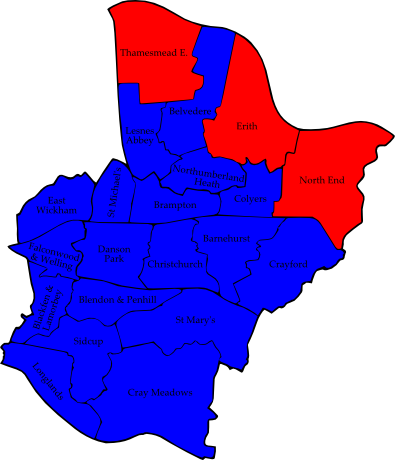 Thamesmead E.
Belvedere
Erith
Lesnes
Abbey
Northumberland
Heath
North End
St Michael's
Colyers
East
Wickham
Brampton
Barnehurst
Falconwood
& Welling
Danson
Park
Christchurch
Crayford
Blackfen &
Lamorbey
Blendon & Penhill
St Mary's
Sidcup
Longlands
Cray Meadows